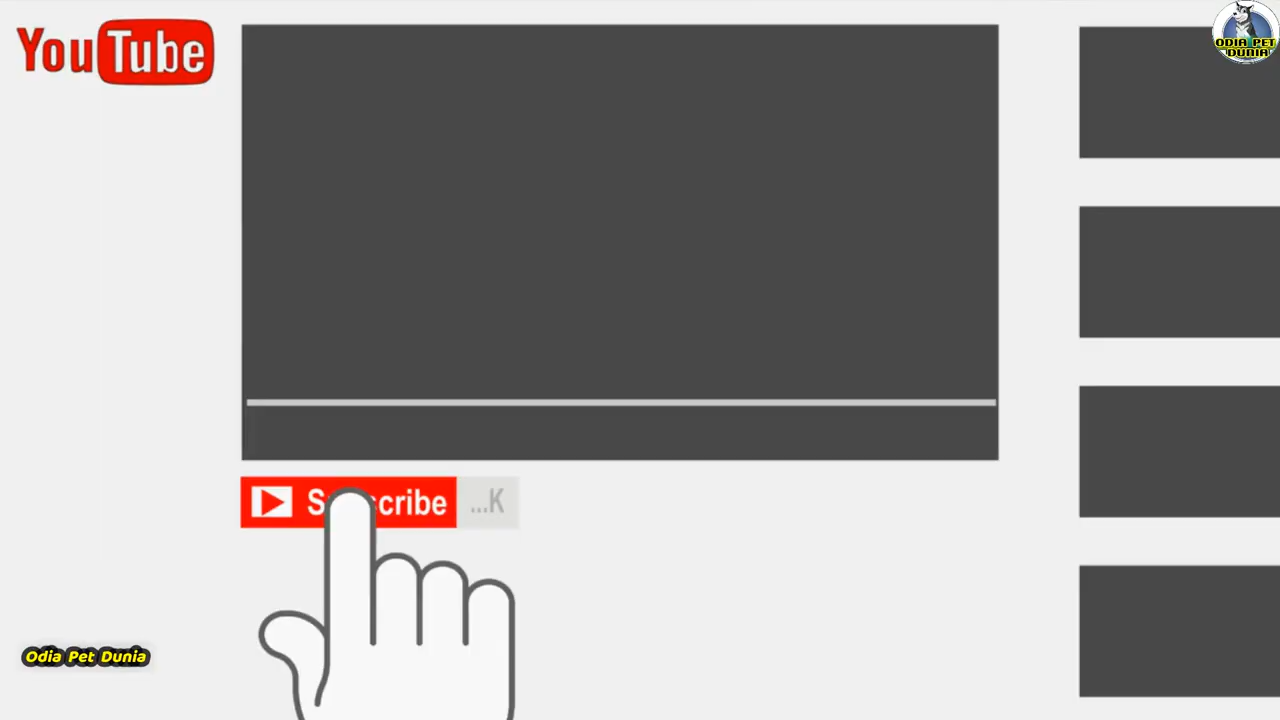 YouTube
ODIA PET
DUNIA
Subscribe
...K
Odia Pet Dunia